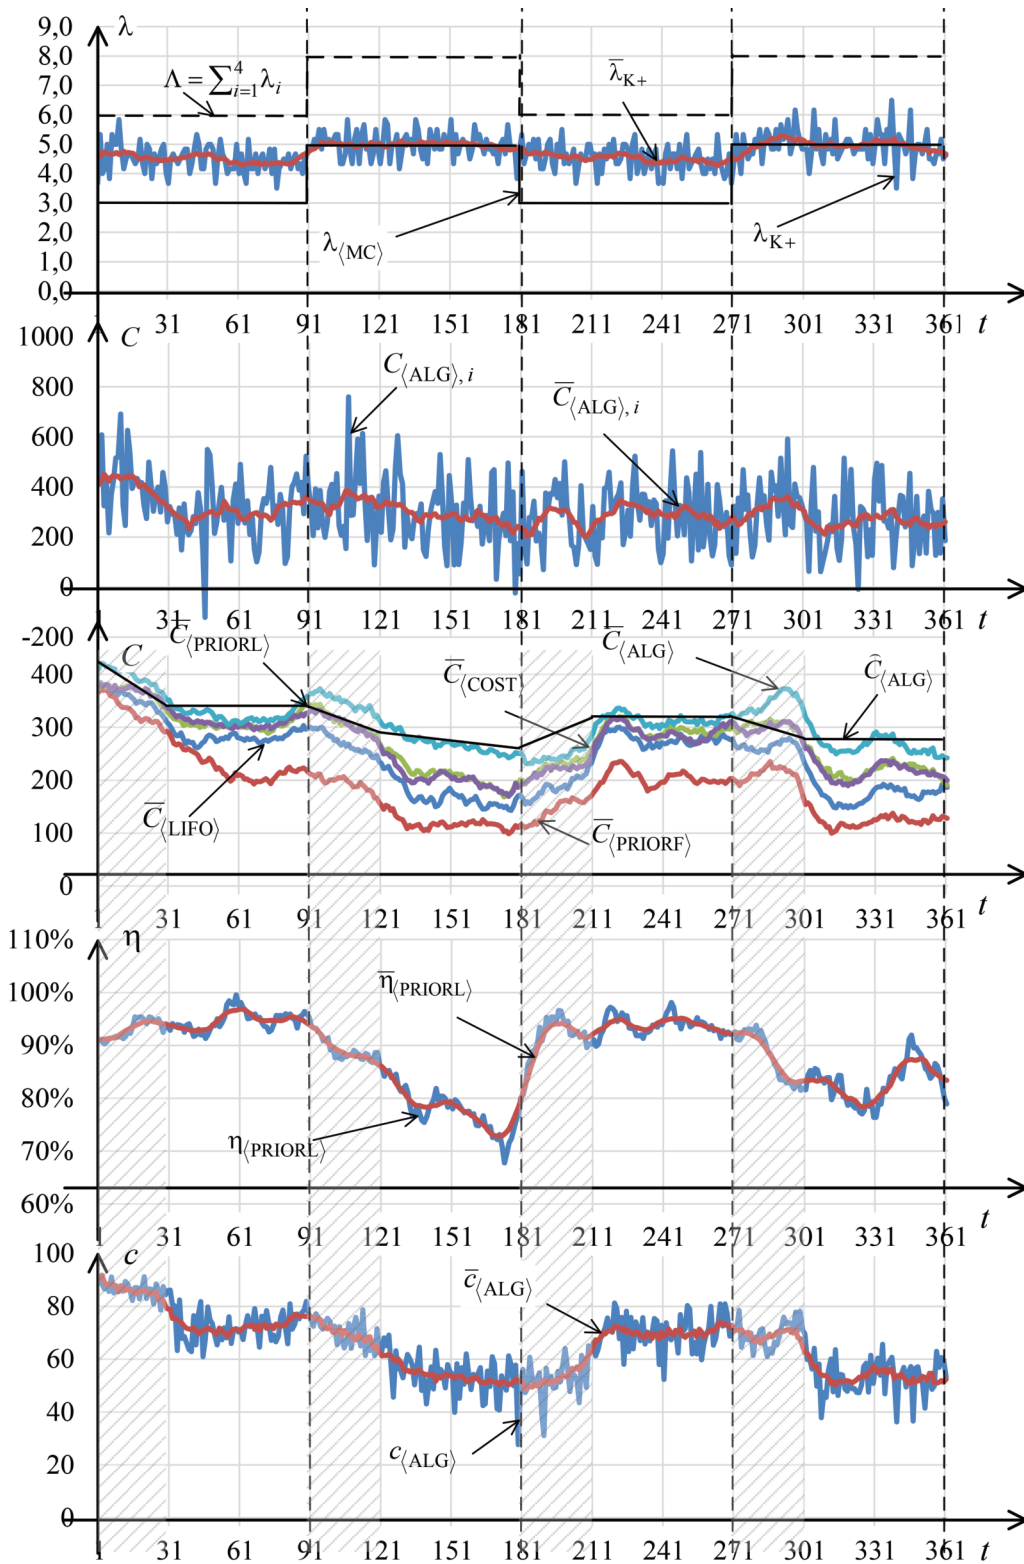 9,0 λ
8,0
7,0 Λ = ∑⁴ᵢ₌₁ λᵢ λ̅K+
6,0
5,0
4,0
3,0
2,0 λ⟨MC⟩ λK+
1,0
0,0
31 61 91 121 151 181 211 241 271 301 331 361 t
1000 C
800 C⟨ALG⟩, i C̅⟨ALG⟩, i
600
400
200
0
1 31 61 91 121 151 181 211 241 271 301 331 361 t
-200 C̅⟨PRIORL⟩ C̅⟨ALG⟩
400 C C̅⟨COST⟩ Ĉ⟨ALG⟩
300
200
100 C̅⟨LIFO⟩ C̅⟨PRIORF⟩
0
1 31 61 91 121 151 181 211 241 271 301 331 361 t
110% η
100% η̅⟨PRIORL⟩
90%
80%
70% η⟨PRIORL⟩
60%
1 31 61 91 121 151 181 211 241 271 301 331 361 t
100 c c̅⟨ALG⟩
80
60
40
20 c⟨ALG⟩
0
1 31 61 91 121 151 181 211 241 271 301 331 361 t